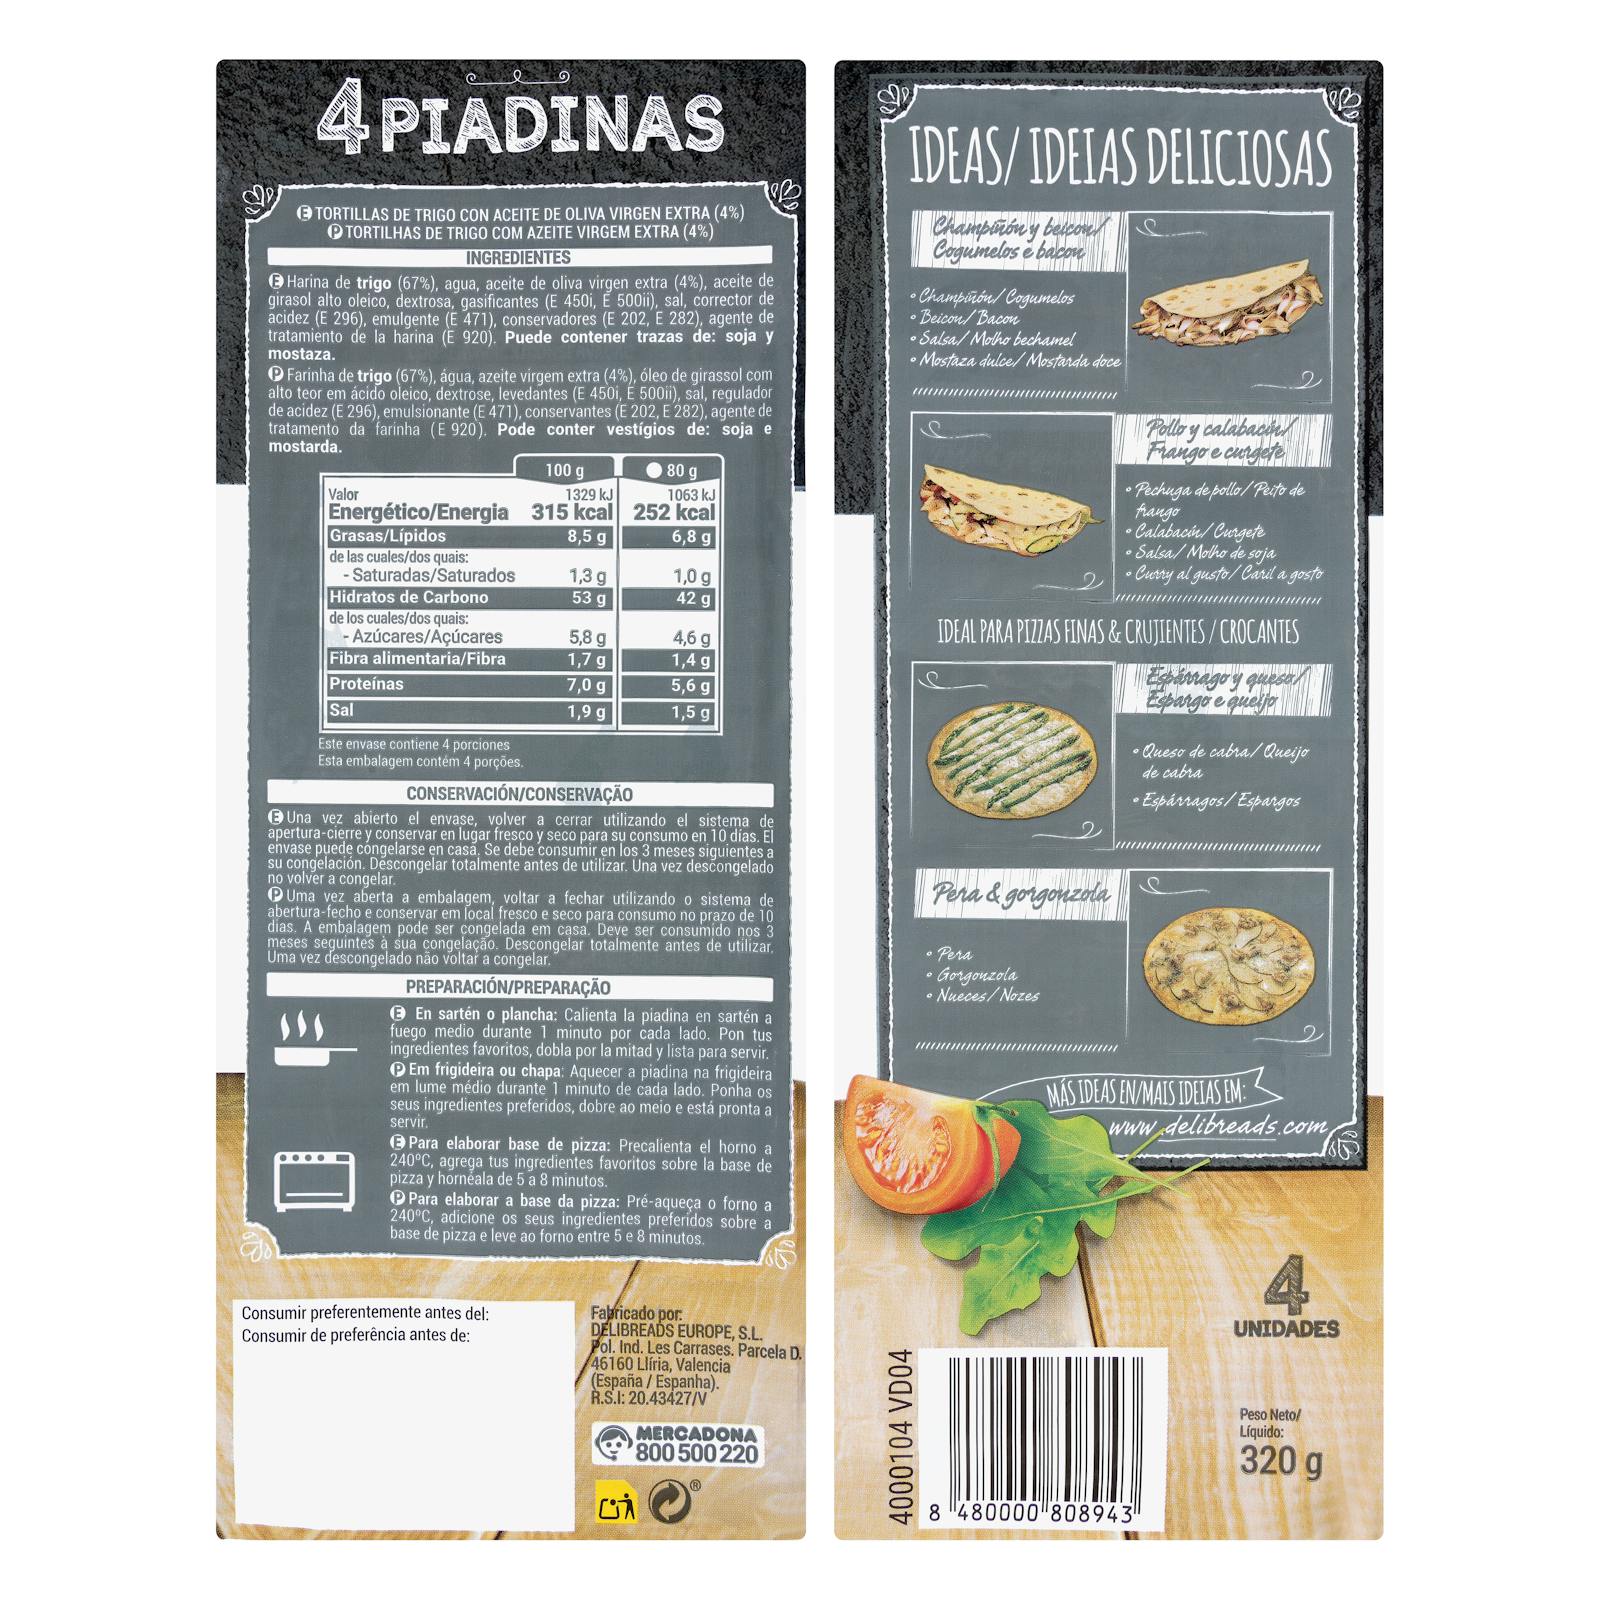 4 PIADINAS
E TORTILLAS DE TRIGO CON ACEITE DE OLIVA VIRGEN EXTRA (4%)
P TORTILHAS DE TRIGO COM AZEITE VIRGEM EXTRA (4%)
INGREDIENTES
E Harina de trigo (67%), agua, aceite de oliva virgen extra (4%), aceite de
girasol alto oleico, dextrosa, gasificantes (E 450i, E 500ii), sal, corrector de
acidez (E 296), emulgente (E 471), conservadores (E 202, E 282), agente de
tratamiento de la harina (E 920). Puede contener trazas de: soja y
mostaza.
P Farinha de trigo (67%), água, azeite virgem extra (4%), óleo de girassol com
alto teor em ácido oleico, dextrose, levedantes (E 450i, E 500ii), sal, regulador
de acidez (E 296), emulsionante (E 471), conservantes (E 202, E 282), agente de
tratamento da farinha (E 920). Pode conter vestígios de: soja e
mostarda.
100 g 80 g
Valor 1329 kJ 1063 kJ
Energético/Energia 315 kcal 252 kcal
Grasas/Lípidos 8,5 g 6,8 g
de las cuales/dos quais:
- Saturadas/Saturados 1,3 g 1,0 g
Hidratos de Carbono 53 g 42 g
de los cuales/dos quais:
- Azúcares/Açúcares 5,8 g 4,6 g
Fibra alimentaria/Fibra 1,7 g 1,4 g
Proteínas 7,0 g 5,6 g
Sal 1,9 g 1,5 g
Este envase contiene 4 porciones
Esta embalagem contém 4 porções.
CONSERVACIÓN/CONSERVAÇÃO
E Una vez abierto el envase, volver a cerrar utilizando el sistema de
apertura-cierre y conservar en lugar fresco y seco para su consumo en 10 días. El
envase puede congelarse en casa. Se debe consumir en los 3 meses siguientes a
su congelación. Descongelar totalmente antes de utilizar. Una vez descongelado
no volver a congelar.
P Uma vez aberta a embalagem, voltar a fechar utilizando o sistema de
abertura-fecho e conservar em local fresco e seco para consumo no prazo de 10
dias. A embalagem pode ser congelada em casa. Deve ser consumido nos 3
meses seguintes à sua congelação. Descongelar totalmente antes de utilizar.
Uma vez descongelado não voltar a congelar.
PREPARACIÓN/PREPARAÇÃO
E En sartén o plancha: Calienta la piadina en sartén a
fuego medio durante 1 minuto por cada lado. Pon tus
ingredientes favoritos, dobla por la mitad y lista para servir.
P Em frigideira ou chapa: Aquecer a piadina na frigideira
em lume médio durante 1 minuto de cada lado. Ponha os
seus ingredientes preferidos, dobre ao meio e está pronta a
servir.
E Para elaborar base de pizza: Precalienta el horno a
240ºC, agrega tus ingredientes favoritos sobre la base de
pizza y hornéala de 5 a 8 minutos.
P Para elaborar a base da pizza: Pré-aqueça o forno a
240ºC, adicione os seus ingredientes preferidos sobre a
base de pizza e leve ao forno entre 5 e 8 minutos.
Consumir preferentemente antes del:
Consumir de preferência antes de:
Fabricado por:
DELIBREADS EUROPE, S.L.
Pol. Ind. Les Carrases. Parcela D.
46160 Llíria, Valencia
(España / Espanha).
R.S.I: 20.43427/V
MERCADONA
800 500 220
®
IDEAS/ IDEIAS DELICIOSAS
Champiñón y beicon/
Cogumelos e bacon
• Champiñón/ Cogumelos
• Beicon/ Bacon
• Salsa/ Molho bechamel
• Mostaza dulce/ Mostarda doce
Pollo y calabacín/
Frango e curgete
• Pechuga de pollo/ Peito de
frango
• Calabacín/ Curgete
• Salsa/ Molho de soja
• Curry al gusto/ Caril a gosto
IDEAL PARA PIZZAS FINAS & CRUJIENTES / CROCANTES
Espárrago y queso/
Espargo e queijo
• Queso de cabra/ Queijo
de cabra
• Espárragos/ Espargos
Pera & gorgonzola
• Pera
• Gorgonzola
• Nueces/ Nozes
MÁS IDEAS EN/MAIS IDEIAS EM:
www.delibreads.com
4
UNIDADES
4000104 VD04
Peso Neto/
Líquido:
320 g
8 480000 808943